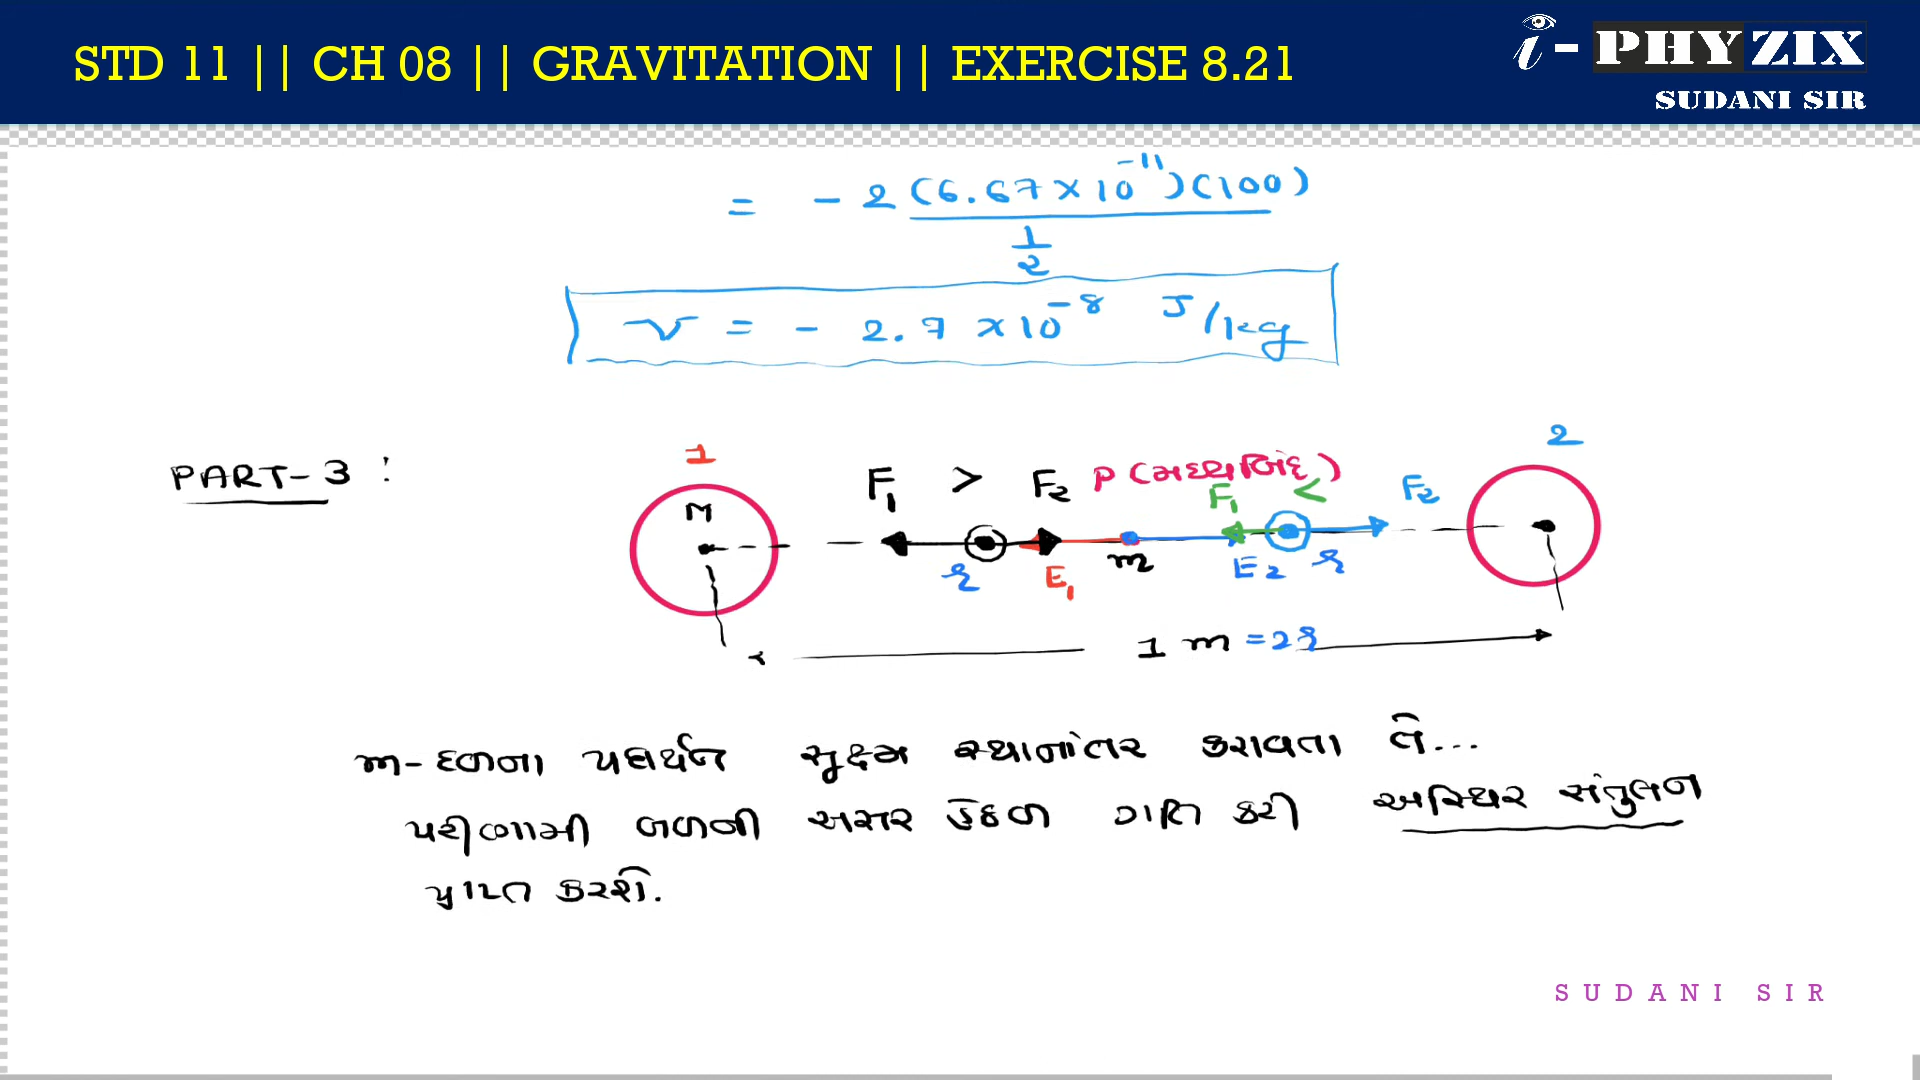 STD 11 || CH 08 || GRAVITATION || EXERCISE 8.21
i-PHYZIX
SUDANI SIR
= - 2 (6.67 × 10⁻¹¹)(100)
1
2
V = - 2.7 × 10⁻⁸ J/kg
PART-3 :
1
2
M
F₁ > F₂
P (મધ્યબિંદુ)
F₁ < F₂
r
E₁
m
E₂
r
1 m = 2r
m - દળના પદાર્થને સૂક્ષ્મ સ્થાનાંતર કરાવતા તે...
પરીણામી બળની અસર હેઠળ ગતિ કરી અસ્થિર સંતુલન
પ્રાપ્ત કરશે.
SUDANI SIR